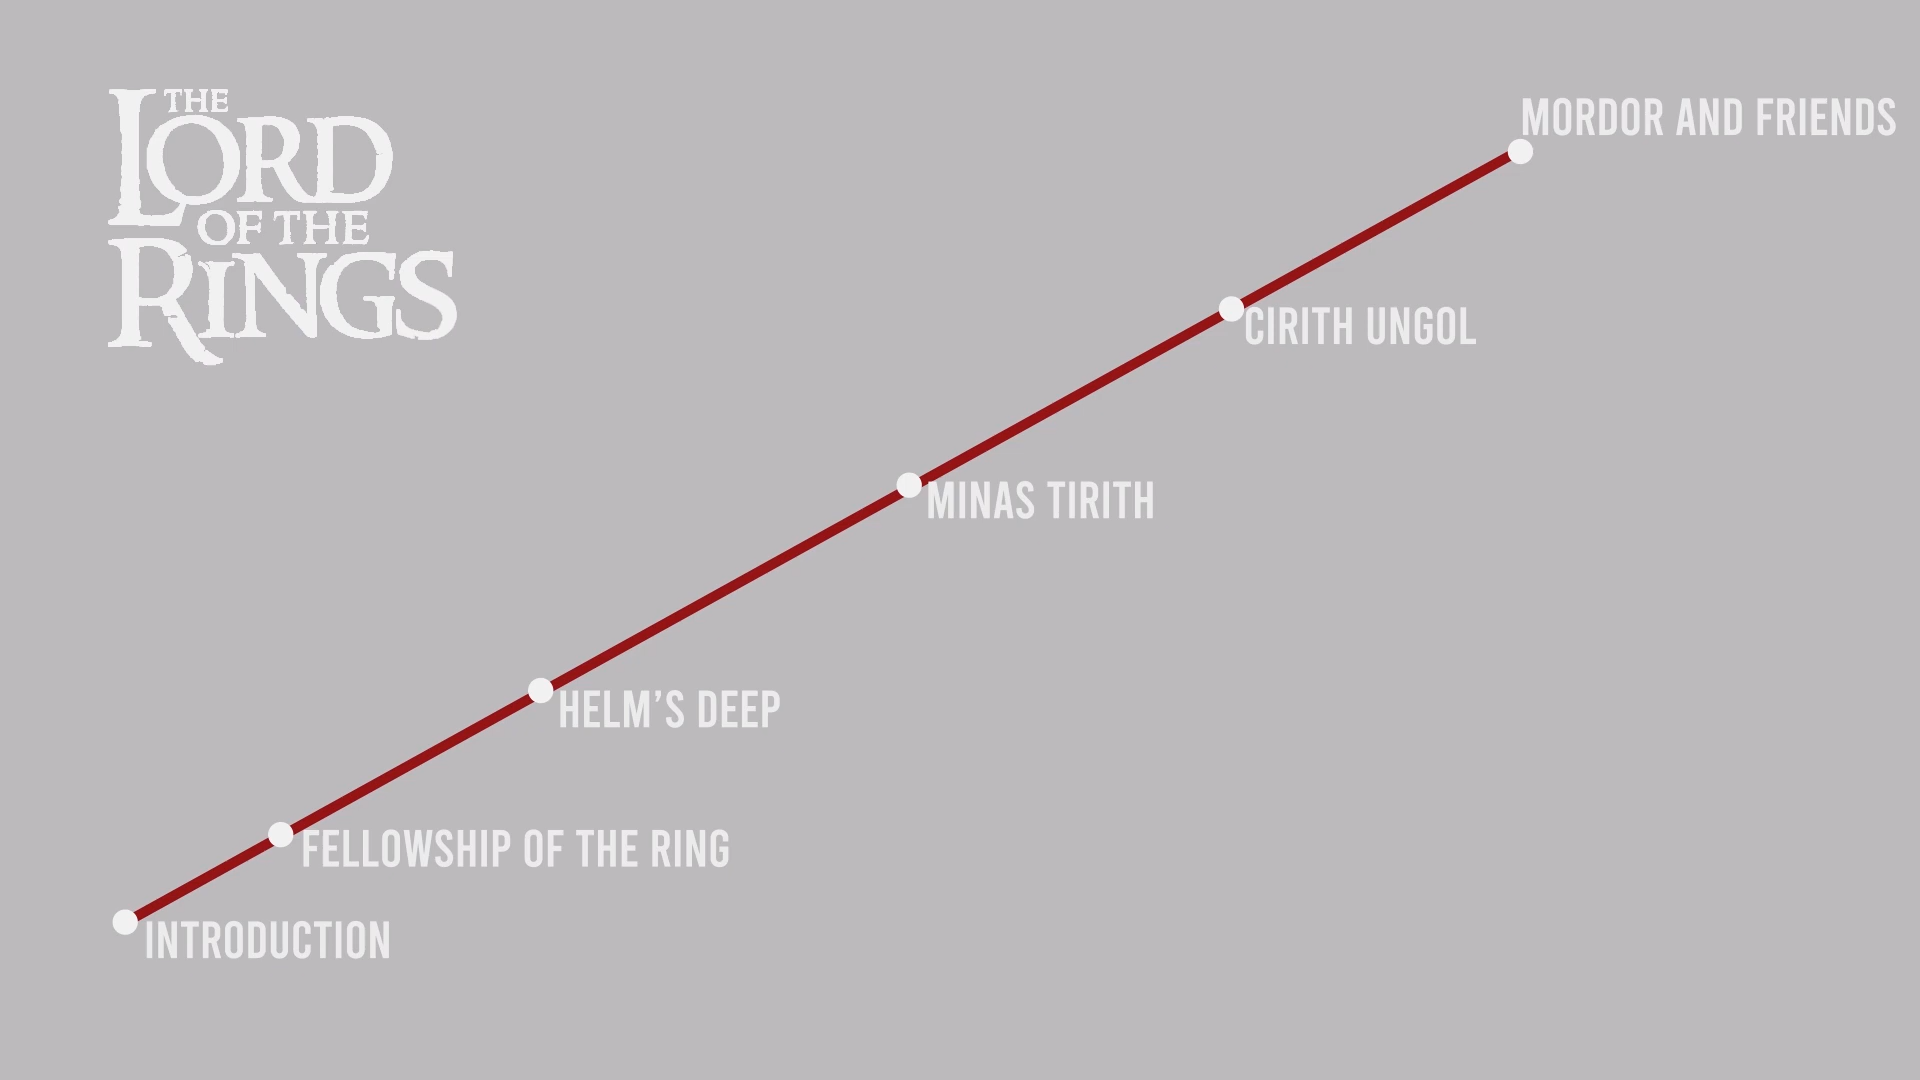 THE
LORD
OF THE
RINGS
MORDOR AND FRIENDS
CIRITH UNGOL
MINAS TIRITH
HELM'S DEEP
FELLOWSHIP OF THE RING
INTRODUCTION